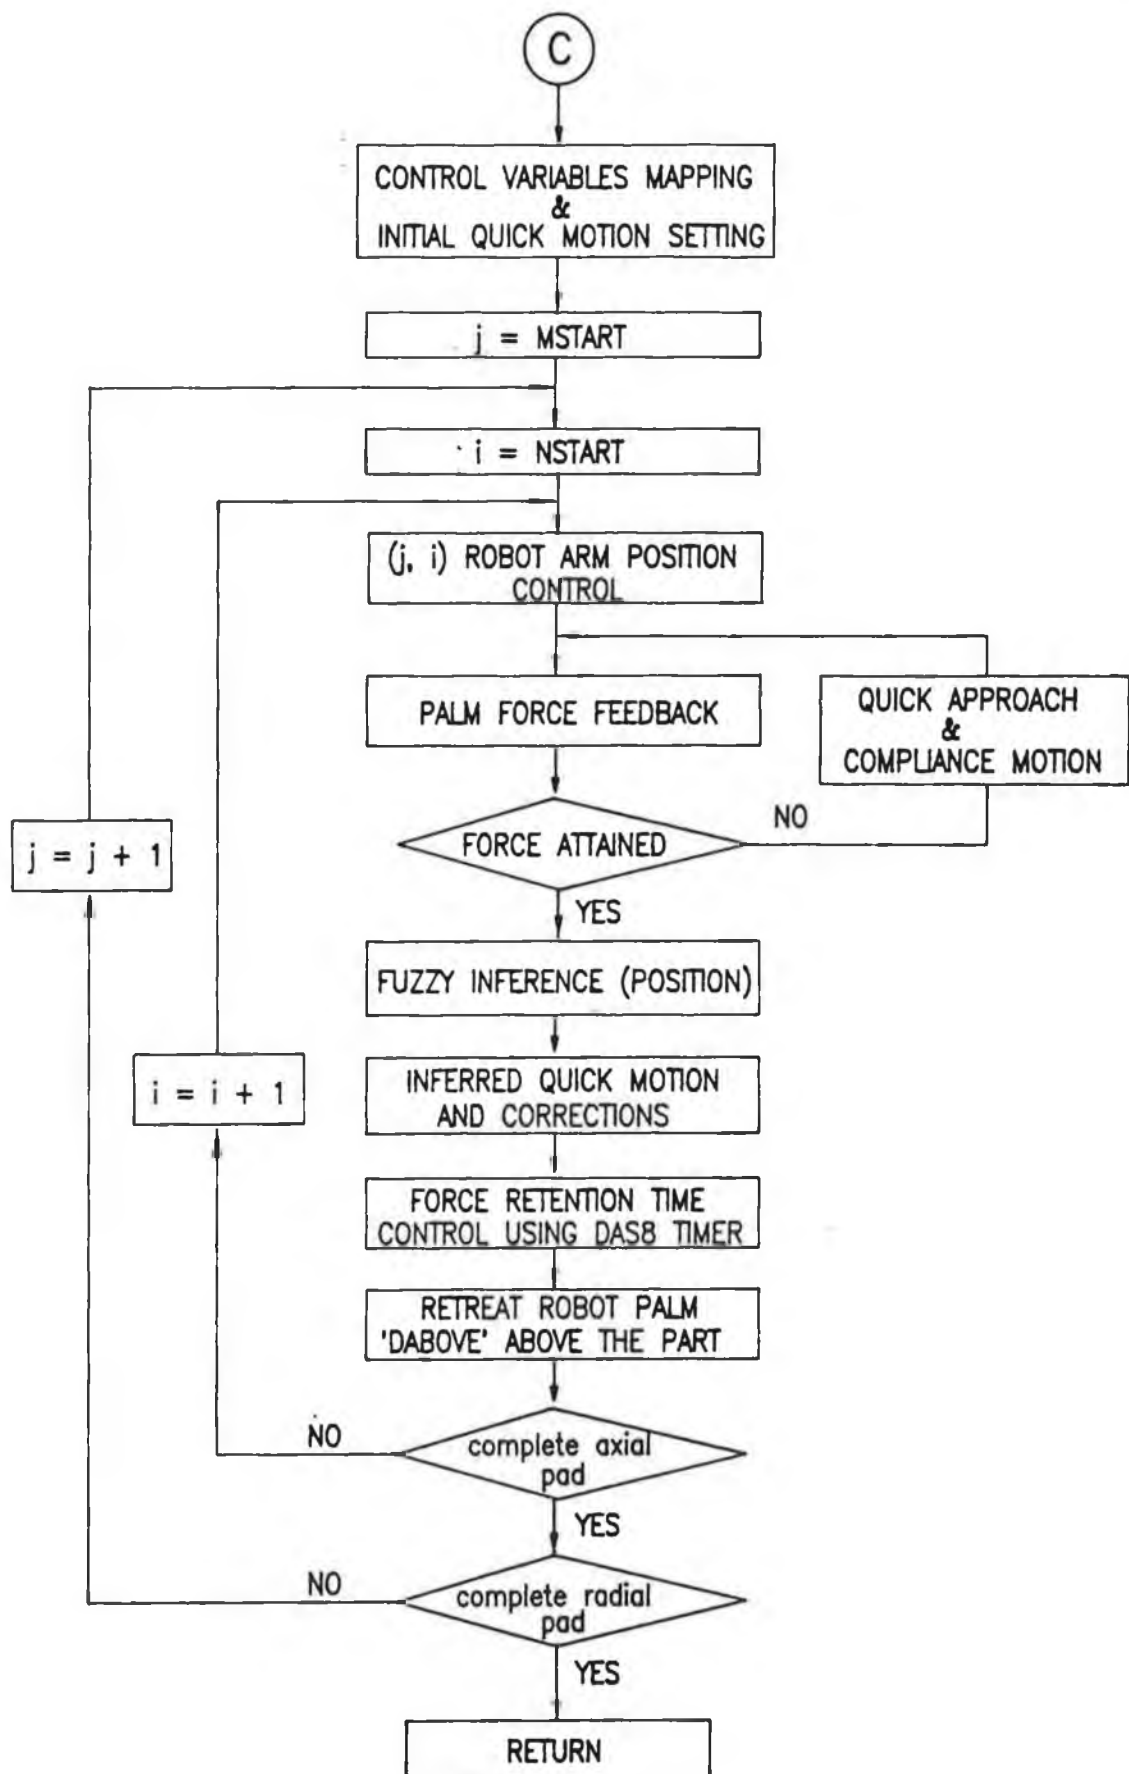 C
CONTROL VARIABLES MAPPING
&
INITIAL QUICK MOTION SETTING
j = MSTART
i = NSTART
(j, i) ROBOT ARM POSITION
CONTROL
PALM FORCE FEEDBACK
QUICK APPROACH
&
COMPLIANCE MOTION
NO
FORCE ATTAINED
j = j + 1
YES
FUZZY INFERENCE (POSITION)
i = i + 1
INFERRED QUICK MOTION
AND CORRECTIONS
FORCE RETENTION TIME
CONTROL USING DAS8 TIMER
RETREAT ROBOT PALM
'DABOVE' ABOVE THE PART
NO
complete axial
pad
YES
NO
complete radial
pad
YES
RETURN